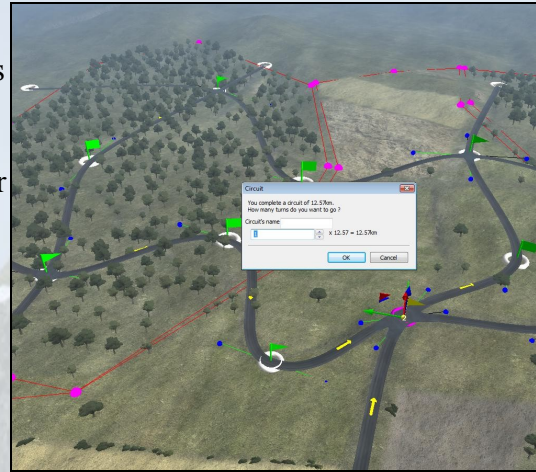 s
r
Circuit
You complete a circuit of 12.57km.
How many turns do you want to go ?
Circuit's name
1 x 12.57 = 12.57km
OK Cancel